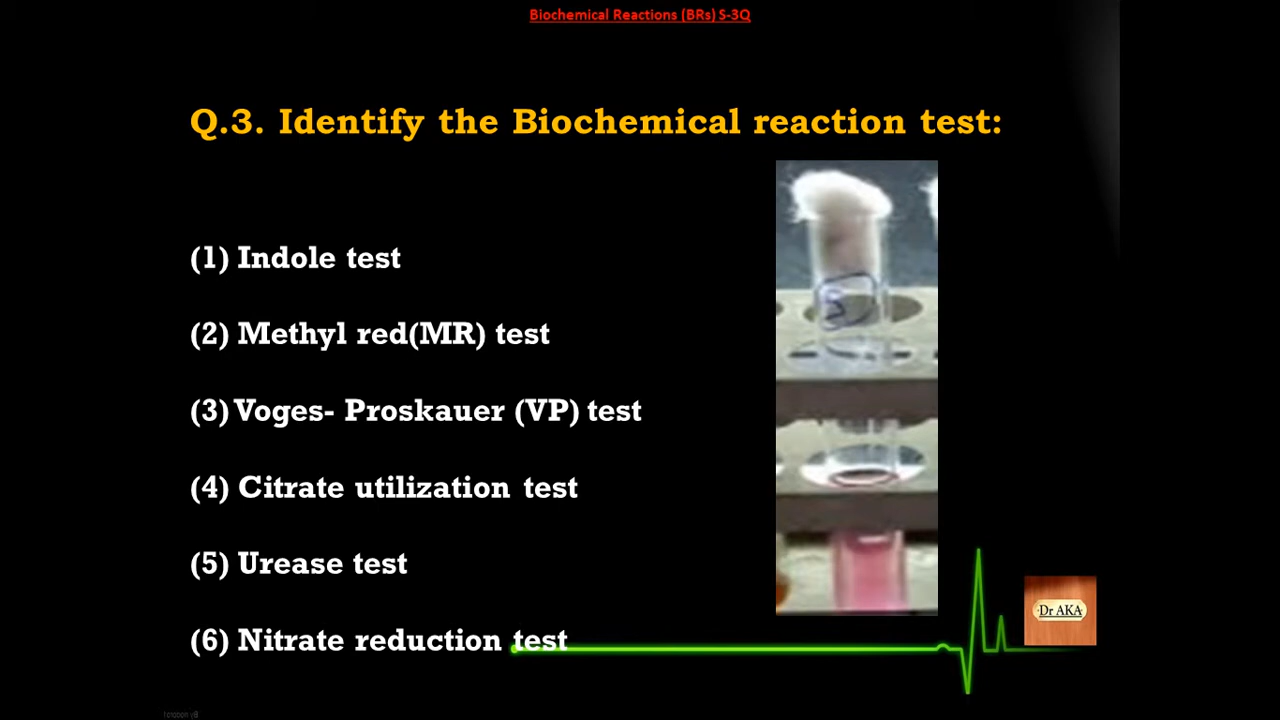 Biochemical Reactions (BRs) S-3Q
Q.3. Identify the Biochemical reaction test:
(1) Indole test
(2) Methyl red(MR) test
(3) Voges- Proskauer (VP) test
(4) Citrate utilization test
(5) Urease test
Dr AKA
(6) Nitrate reduction test